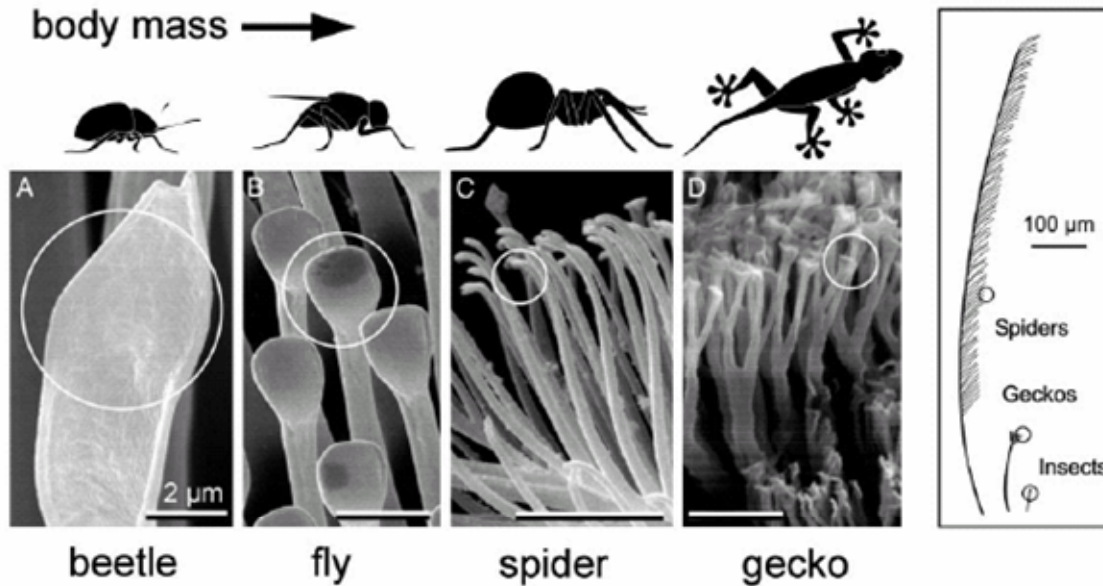 body mass
A
B
C
D
2 µm
beetle
fly
spider
gecko
100 µm
Spiders
Geckos
Insects